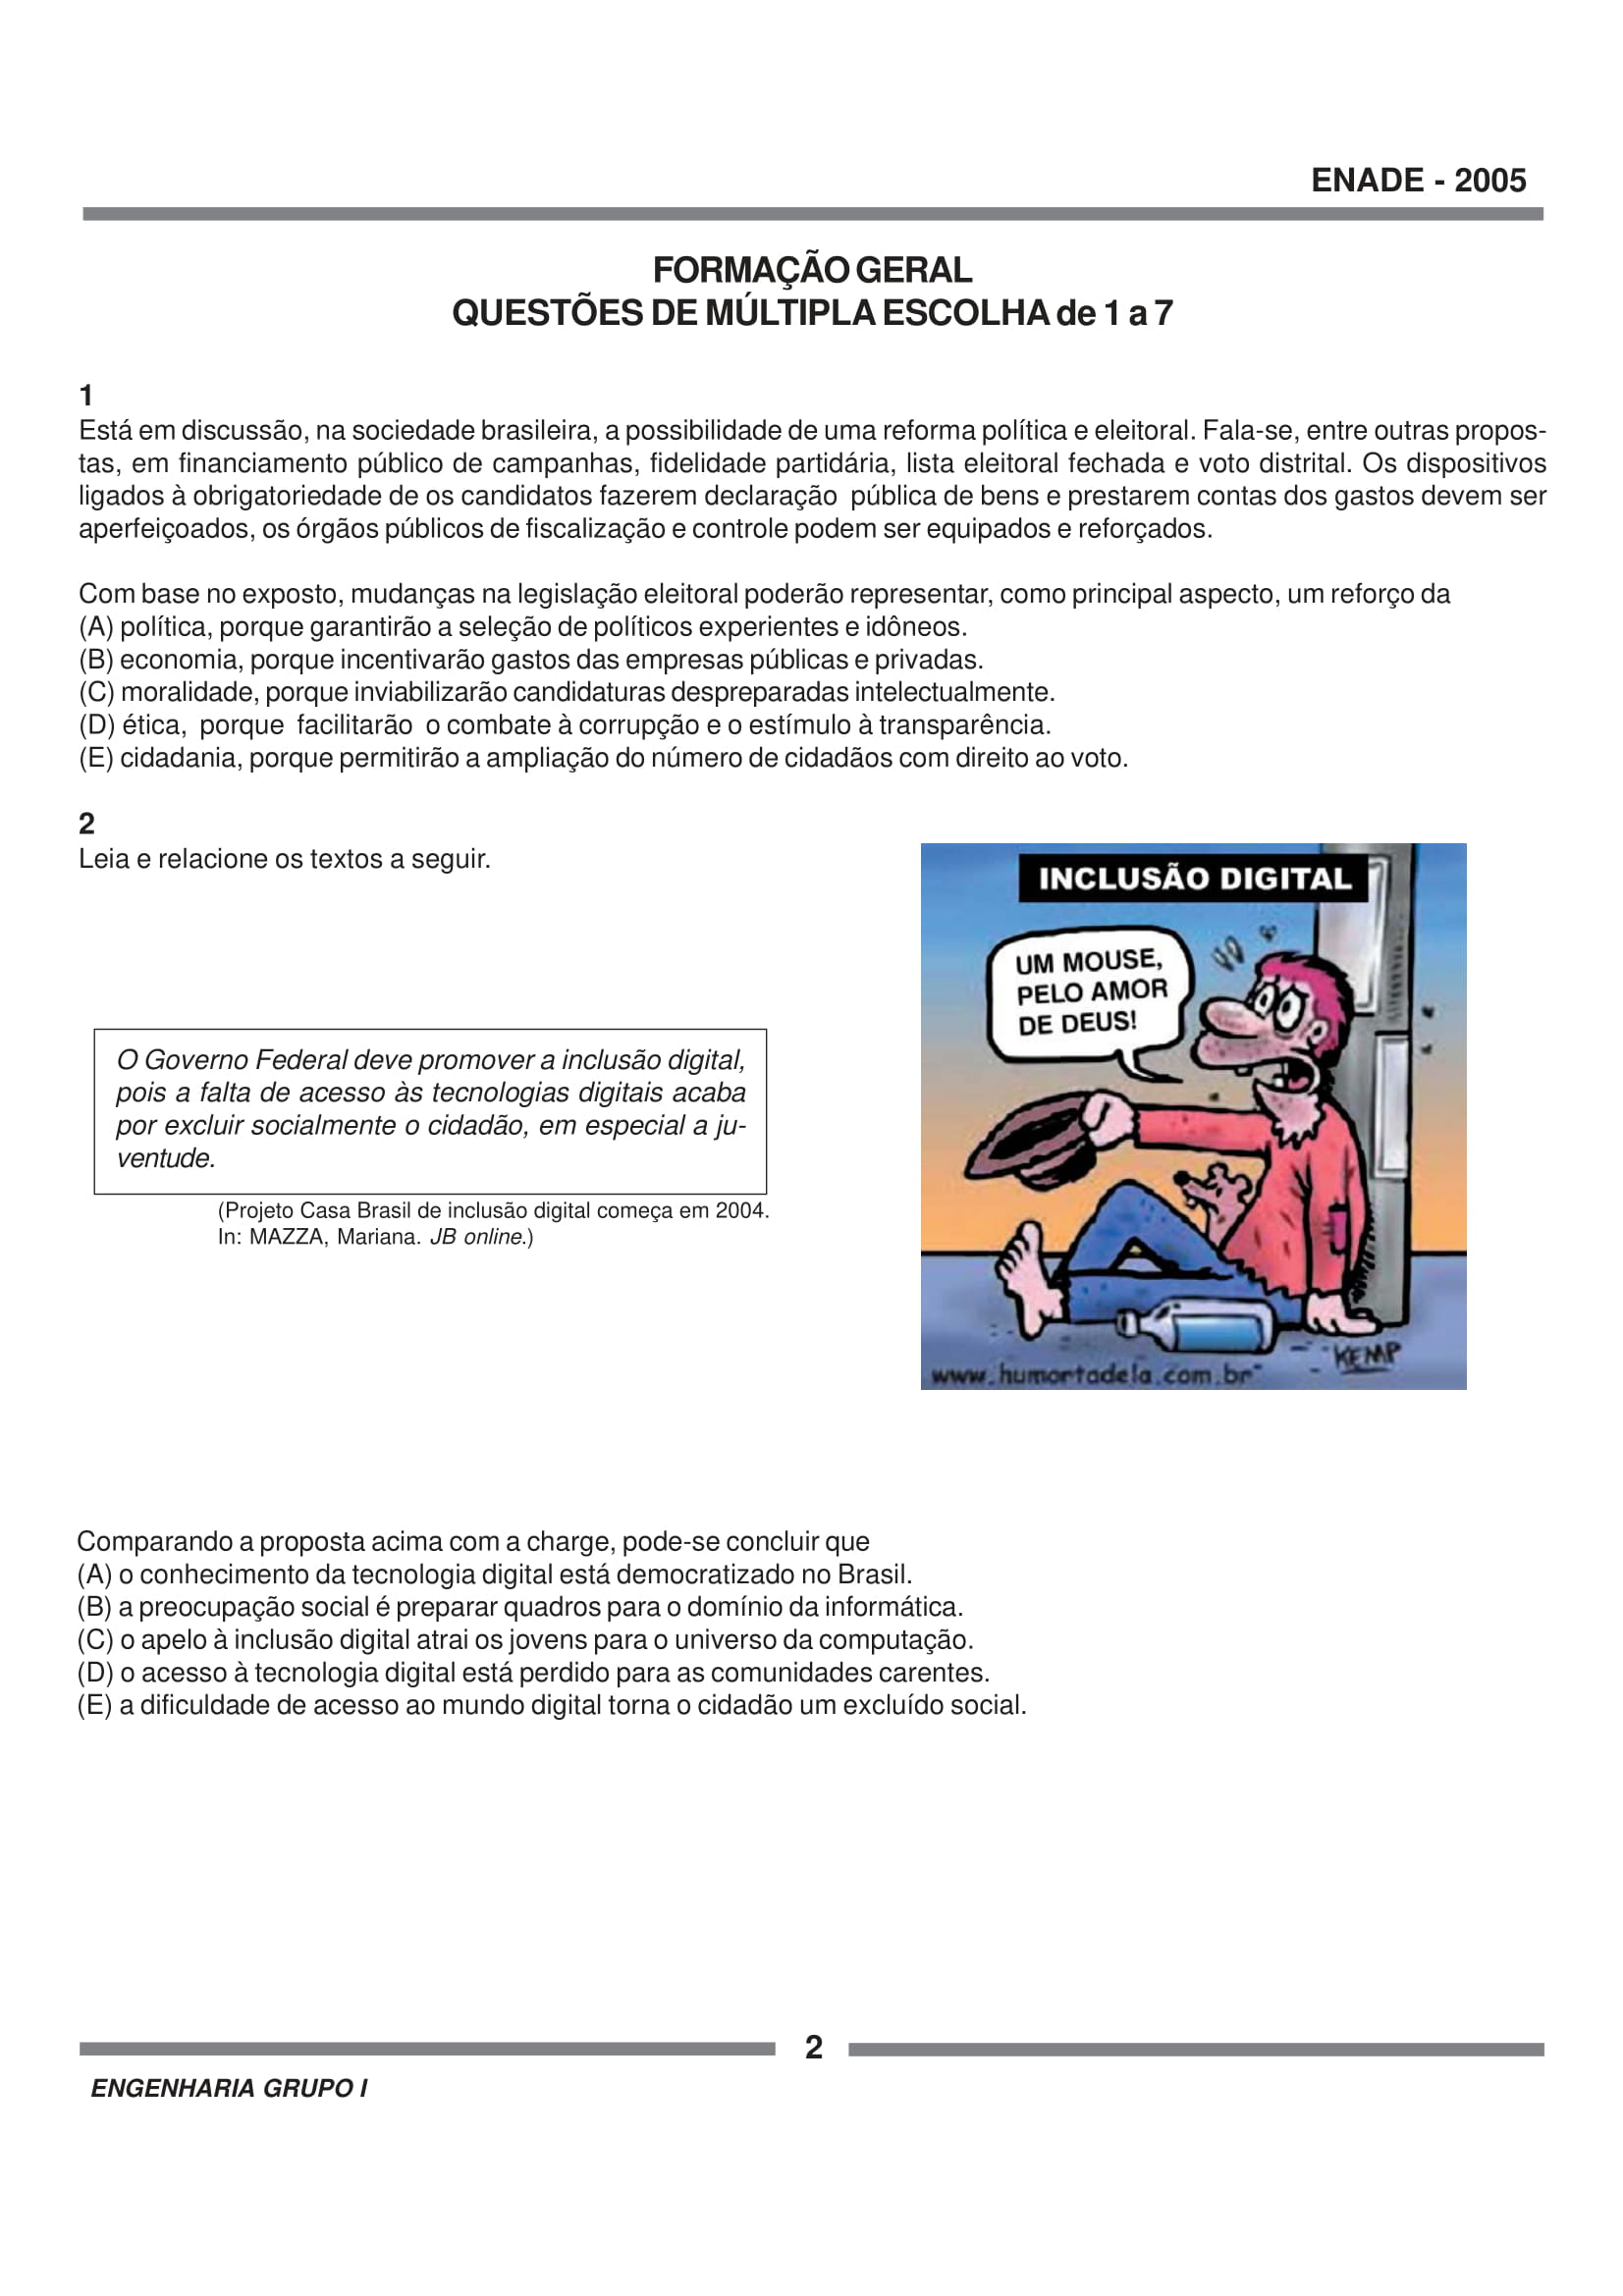 ENADE - 2005
FORMAÇÃO GERAL
QUESTÕES DE MÚLTIPLA ESCOLHA de 1 a 7
1
Está em discussão, na sociedade brasileira, a possibilidade de uma reforma política e eleitoral. Fala-se, entre outras propos-
tas, em financiamento público de campanhas, fidelidade partidária, lista eleitoral fechada e voto distrital. Os dispositivos
ligados à obrigatoriedade de os candidatos fazerem declaração pública de bens e prestarem contas dos gastos devem ser
aperfeiçoados, os órgãos públicos de fiscalização e controle podem ser equipados e reforçados.
Com base no exposto, mudanças na legislação eleitoral poderão representar, como principal aspecto, um reforço da
(A) política, porque garantirão a seleção de políticos experientes e idôneos.
(B) economia, porque incentivarão gastos das empresas públicas e privadas.
(C) moralidade, porque inviabilizarão candidaturas despreparadas intelectualmente.
(D) ética, porque facilitarão o combate à corrupção e o estímulo à transparência.
(E) cidadania, porque permitirão a ampliação do número de cidadãos com direito ao voto.
2
Leia e relacione os textos a seguir.
O Governo Federal deve promover a inclusão digital,
pois a falta de acesso às tecnologias digitais acaba
por excluir socialmente o cidadão, em especial a ju-
ventude.
(Projeto Casa Brasil de inclusão digital começa em 2004.
In: MAZZA, Mariana. JB online.)
INCLUSÃO DIGITAL
UM MOUSE,
PELO AMOR
DE DEUS!
KEMP
www.humortadela.com.br
Comparando a proposta acima com a charge, pode-se concluir que
(A) o conhecimento da tecnologia digital está democratizado no Brasil.
(B) a preocupação social é preparar quadros para o domínio da informática.
(C) o apelo à inclusão digital atrai os jovens para o universo da computação.
(D) o acesso à tecnologia digital está perdido para as comunidades carentes.
(E) a dificuldade de acesso ao mundo digital torna o cidadão um excluído social.
2
ENGENHARIA GRUPO I